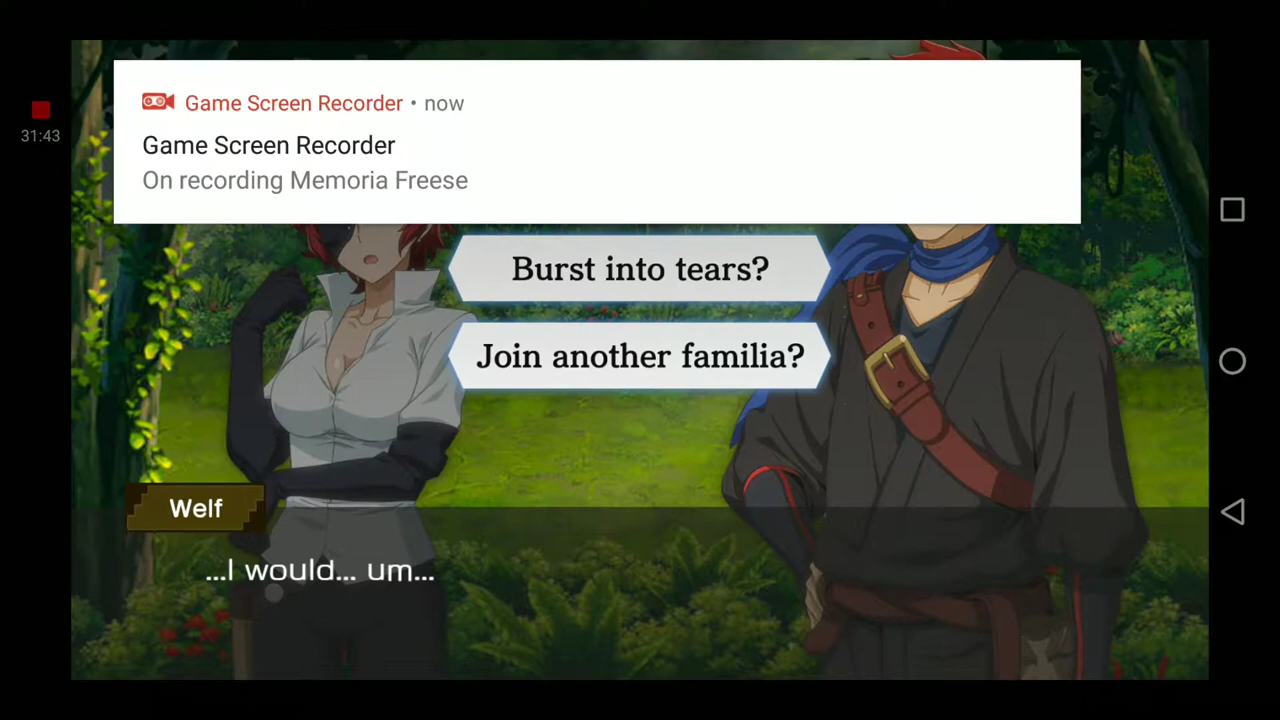 Game Screen Recorder • now
31:43
Game Screen Recorder
On recording Memoria Freese
Burst into tears?
Join another familia?
Welf
...I would... um...